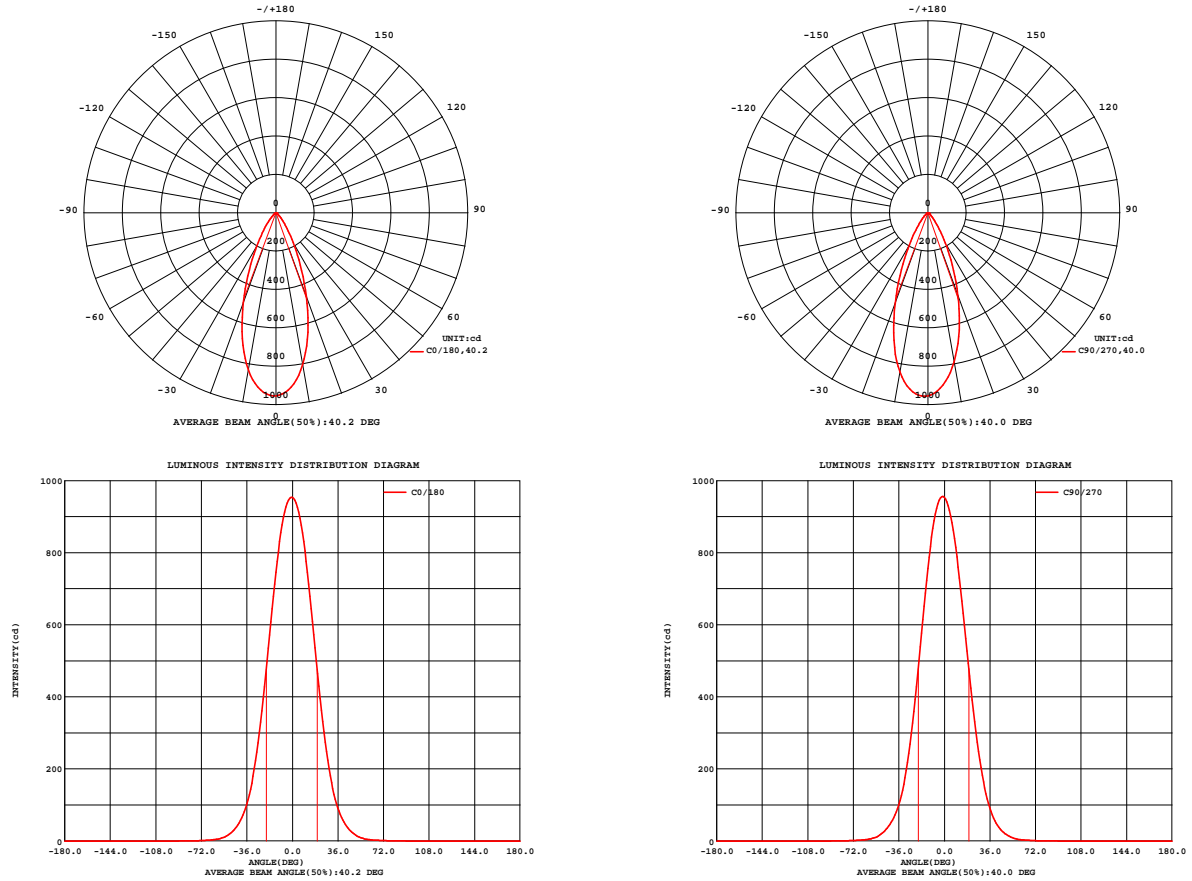 -/+180
-150
150
-120
120
-90
90
-60
60
-30
30
0
0
200
400
600
800
1000
UNIT:cd
C0/180,40.2
AVERAGE BEAM ANGLE(50%):40.2 DEG
-/+180
-150
150
-120
120
-90
90
-60
60
-30
30
0
0
200
400
600
800
1000
UNIT:cd
C90/270,40.0
AVERAGE BEAM ANGLE(50%):40.0 DEG
LUMINOUS INTENSITY DISTRIBUTION DIAGRAM
C0/180
INTENSITY(cd)
1000
800
600
400
200
0
-180.0 -144.0 -108.0 -72.0 -36.0 0.0 36.0 72.0 108.0 144.0 180.0
ANGLE(DEG)
AVERAGE BEAM ANGLE(50%):40.2 DEG
LUMINOUS INTENSITY DISTRIBUTION DIAGRAM
C90/270
INTENSITY(cd)
1000
800
600
400
200
0
-180.0 -144.0 -108.0 -72.0 -36.0 0.0 36.0 72.0 108.0 144.0 180.0
ANGLE(DEG)
AVERAGE BEAM ANGLE(50%):40.0 DEG